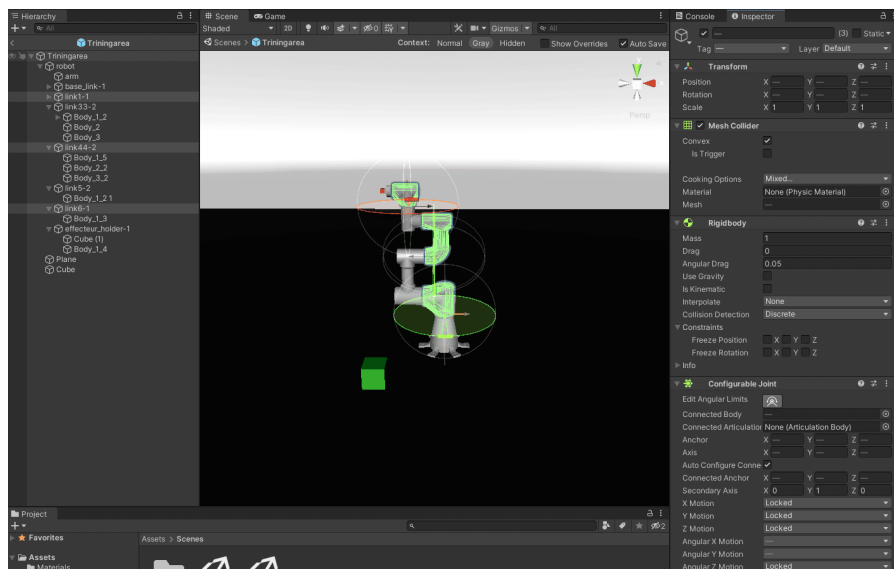 Hierarchy
All
Triningarea
Triningarea
robot
arm
base_link-1
link1-1
link33-2
Body_1_2
Body_2
Body_3
link44-2
Body_1_5
Body_2_2
Body_3_2
link5-2
Body_1_2 1
link6-1
Body_1_3
effecteur_holder-1
Cube (1)
Body_1_4
Plane
Cube
Scene
Game
Shaded
2D
0
Gizmos
All
Scenes
Triningarea
Context:
Normal
Gray
Hidden
Show Overrides
Auto Save
y
x
Persp
Console
Inspector
—
(3)
Static
Tag —
Layer Default
Transform
Position X — Y — Z —
Rotation X — Y — Z —
Scale X 1 Y 1 Z 1
Mesh Collider
Convex
Is Trigger
Cooking Options Mixed...
Material None (Physic Material)
Mesh —
Rigidbody
Mass 1
Drag 0
Angular Drag 0.05
Use Gravity
Is Kinematic
Interpolate None
Collision Detection Discrete
Constraints
Freeze Position X Y Z
Freeze Rotation X Y Z
Info
Configurable Joint
Edit Angular Limits
Connected Body —
Connected Articulation None (Articulation Body)
Anchor X — Y — Z —
Axis X — Y — Z —
Auto Configure Conne
Connected Anchor X — Y — Z —
Secondary Axis X 0 Y 1 Z 0
X Motion Locked
Y Motion Locked
Z Motion Locked
Angular X Motion —
Angular Y Motion —
Angular Z Motion Locked
Project
2
Favorites
Assets > Scenes
Assets
Materials